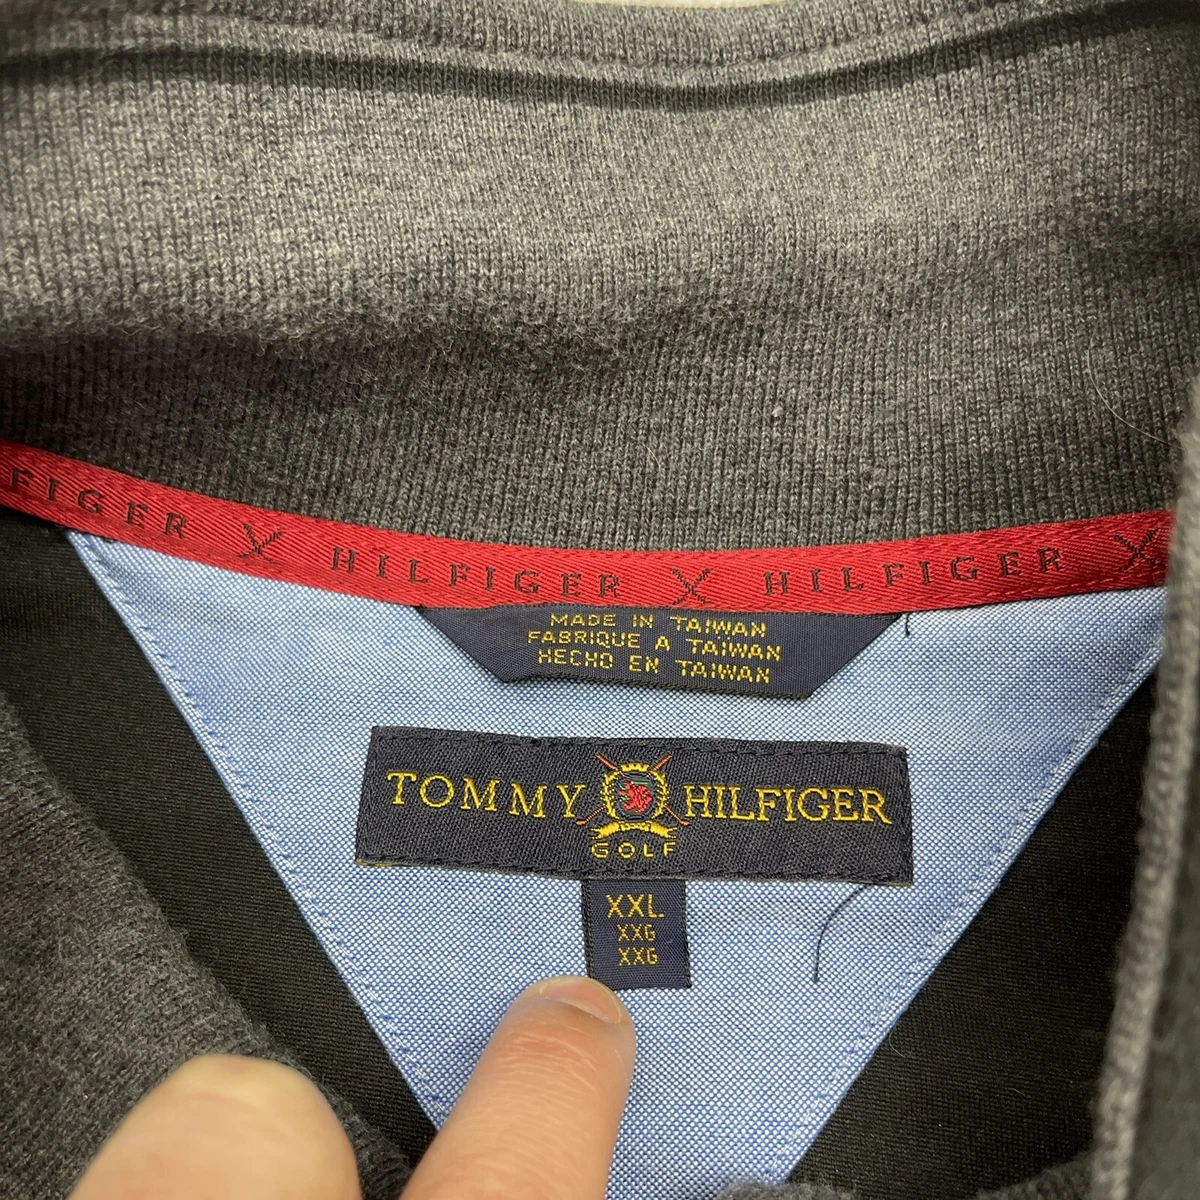 FIGER HILFIGER HILFIGER
MADE IN TAIWAN
FABRIQUE A TAIWAN
HECHO EN TAIWAN
TOMMY HILFIGER
GOLF
XXL
XXG
XXG